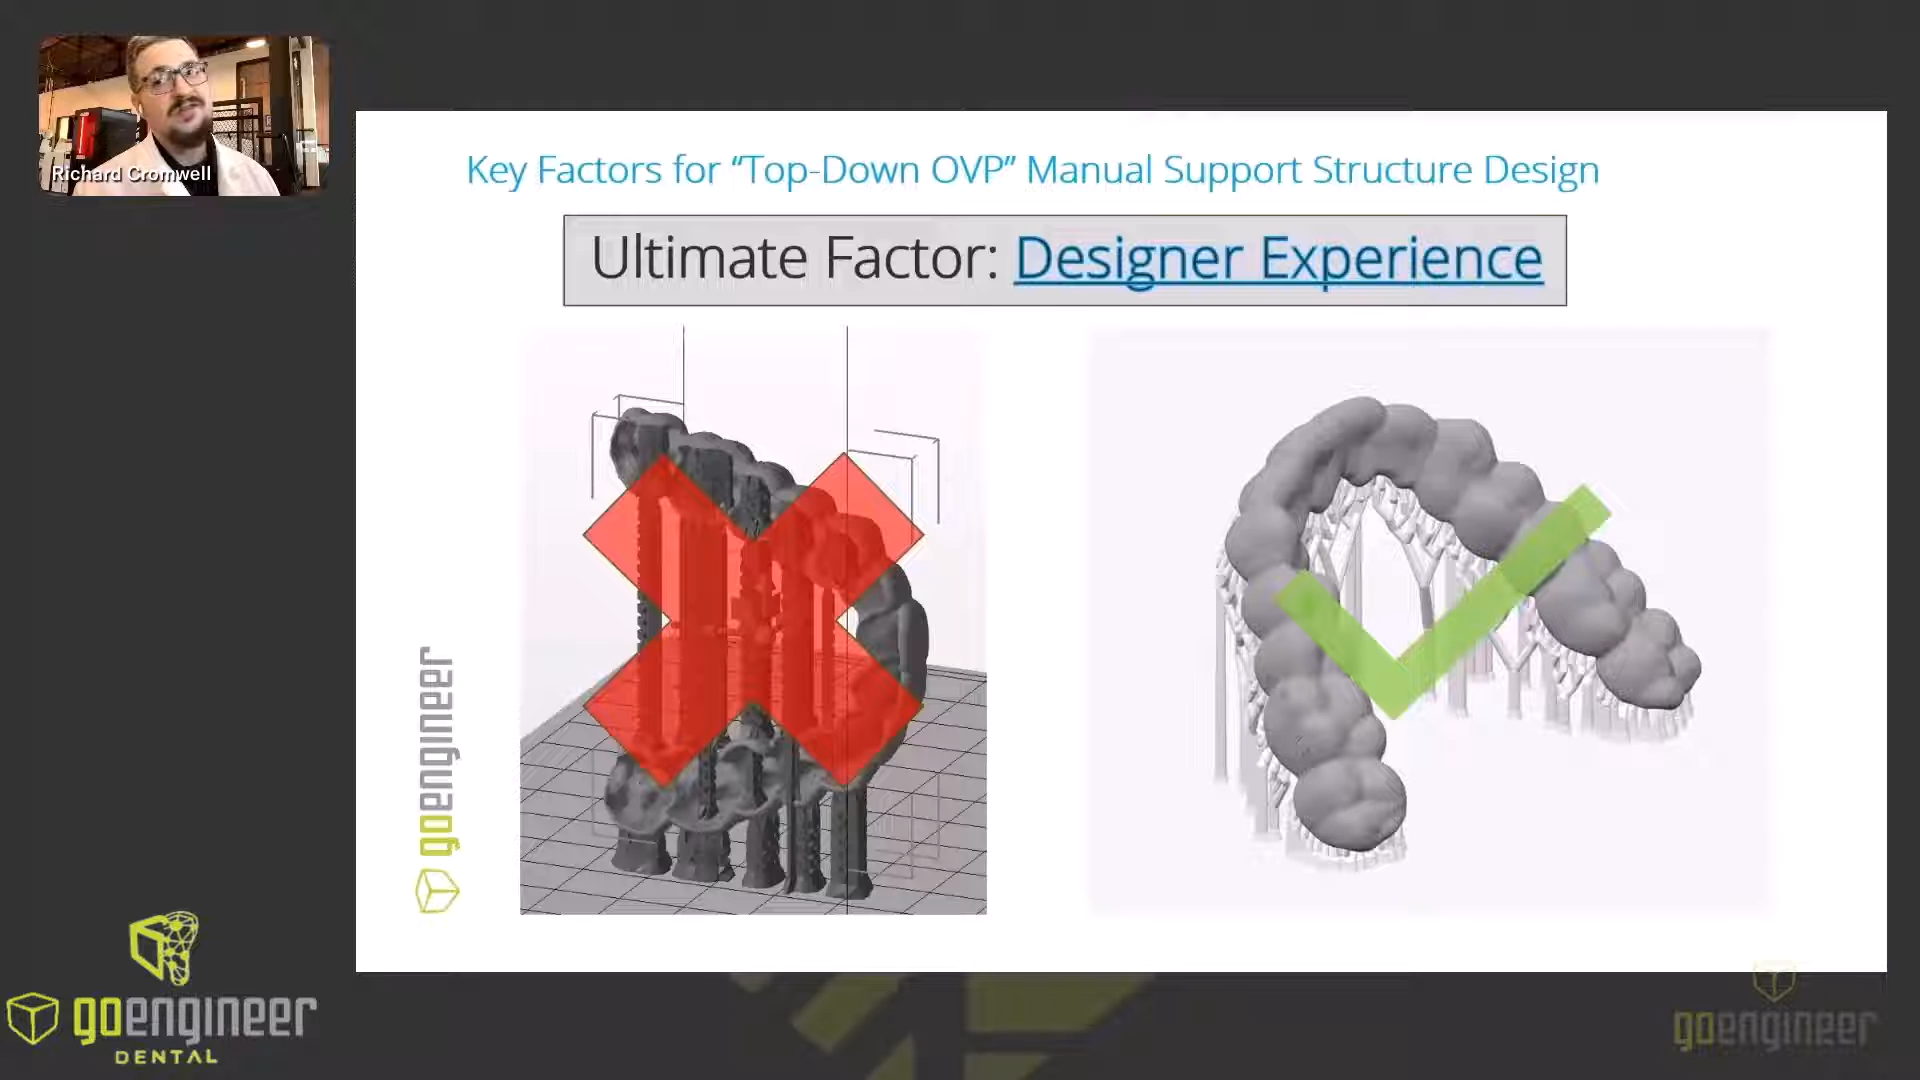 Richard Cromwell
Key Factors for “Top-Down OVP” Manual Support Structure Design
Ultimate Factor: Designer Experience
goengineer
goengineer
DENTAL
goengineer